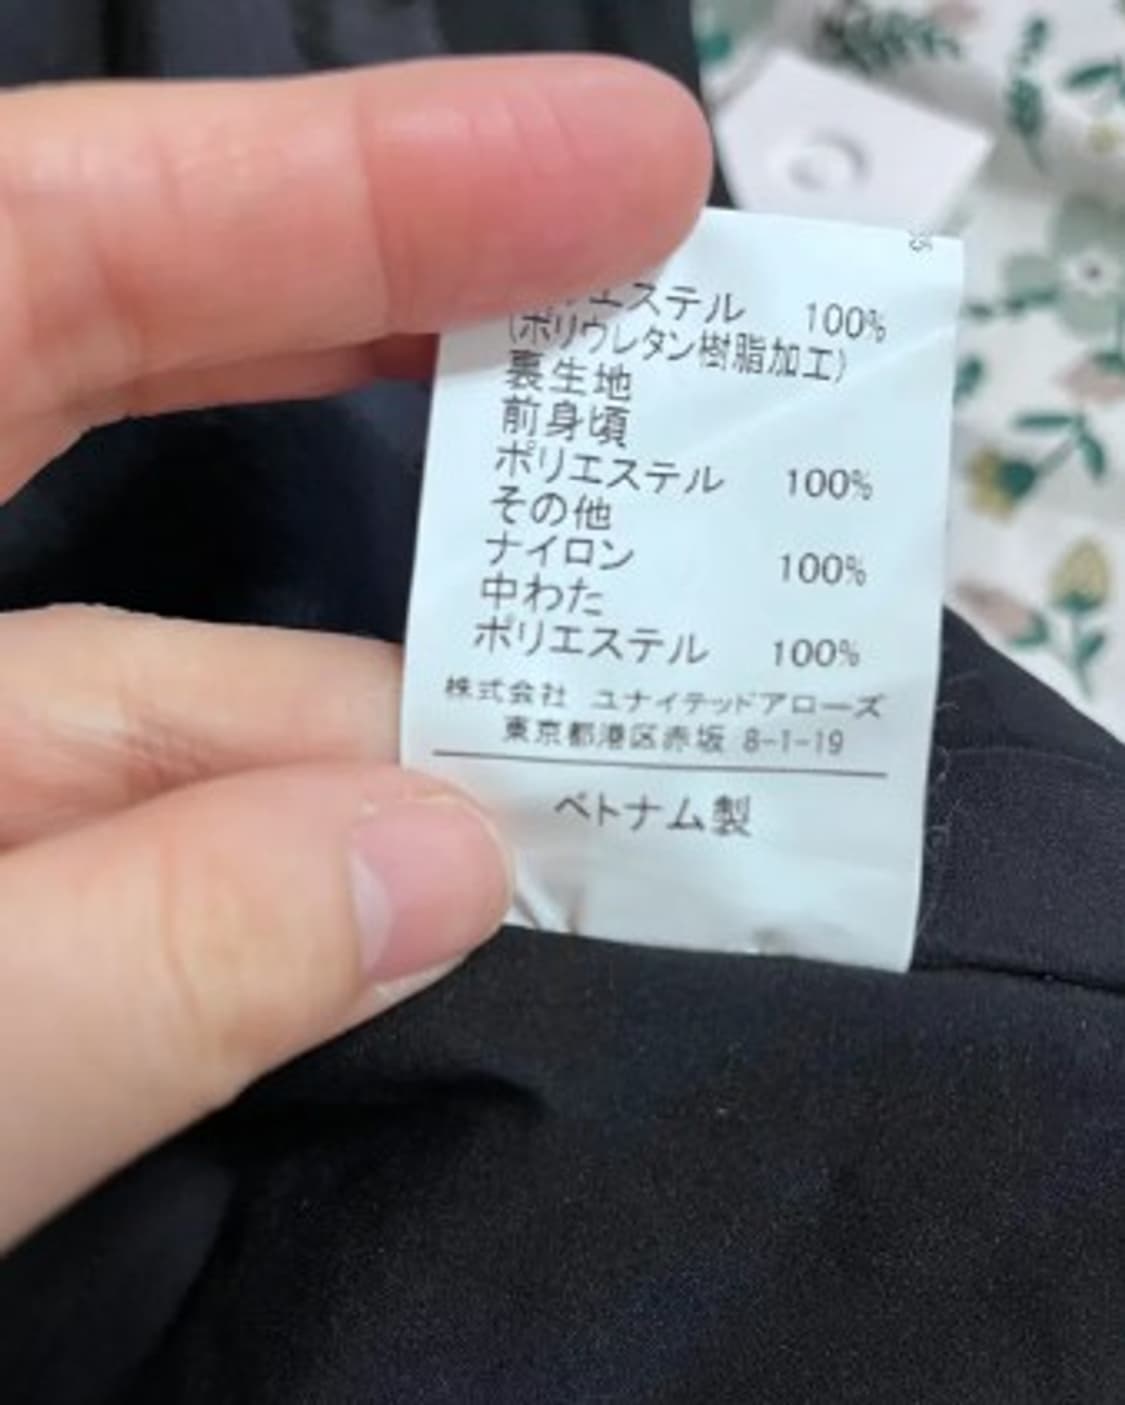 エステル 100%
(ポリウレタン樹脂加工)
裏生地
前身頃
ポリエステル 100%
その他
ナイロン 100%
中わた
ポリエステル 100%
株式会社 ユナイテッドアローズ
東京都港区赤坂 8-1-19
ベトナム製